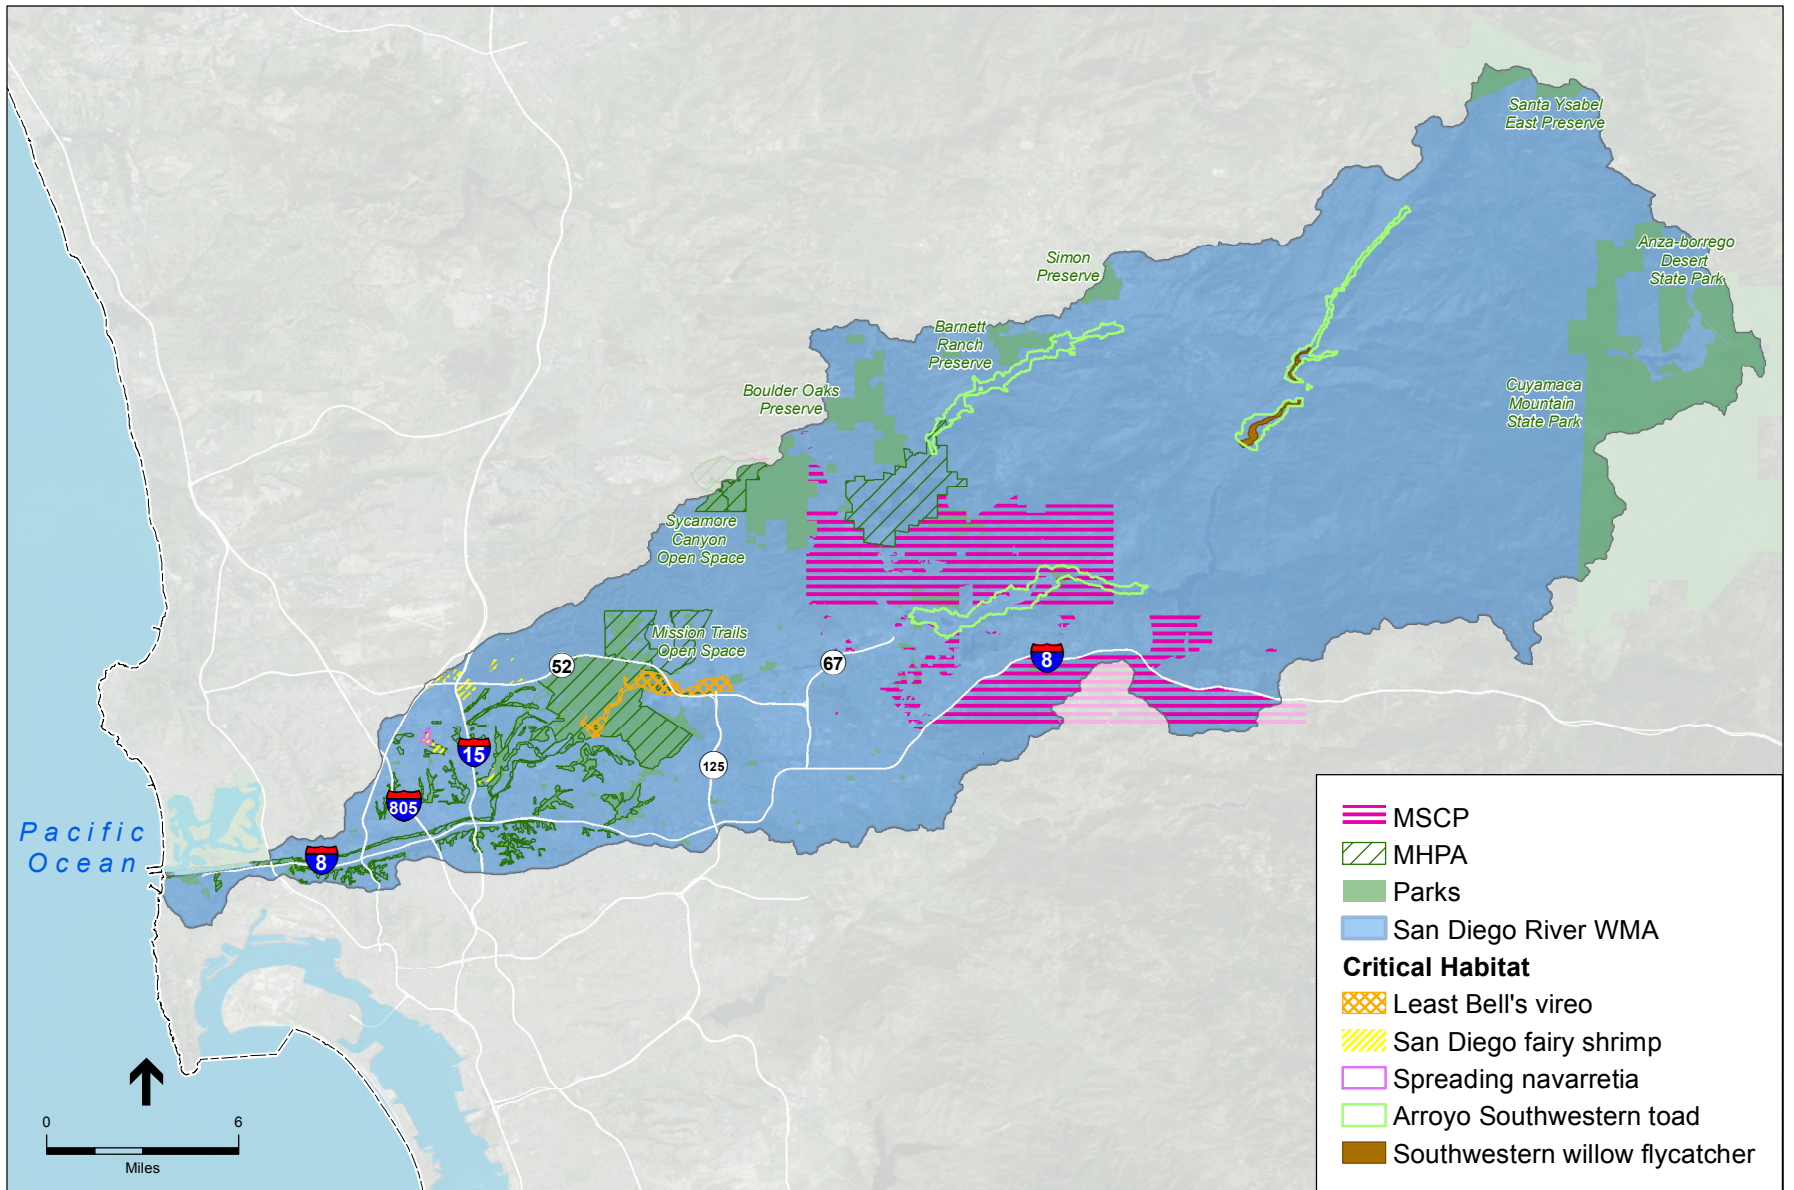 Santa Ysabel
East Preserve
Anza-borrego
Desert
State Park
Simon
Preserve
Barnett
Ranch
Preserve
Boulder Oaks
Preserve
Cuyamaca
Mountain
State Park
Sycamore
Canyon
Open Space
Mission Trails
Open Space
52
67
8
15
125
805
8
Pacific
Ocean
0
6
Miles
MSCP
MHPA
Parks
San Diego River WMA
Critical Habitat
Least Bell's vireo
San Diego fairy shrimp
Spreading navarretia
Arroyo Southwestern toad
Southwestern willow flycatcher